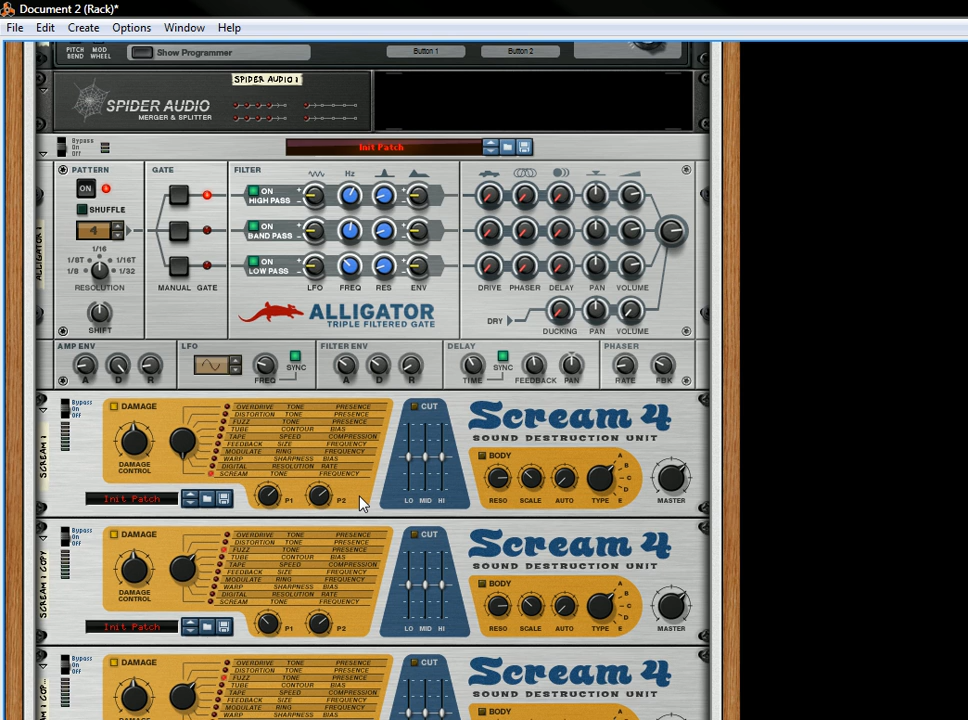 Document 2 (Rack)*
File Edit Create Options Window Help
PITCH BEND MOD WHEEL Show Programmer Button 1 Button 2
SPIDER AUDIO 1
SPIDER AUDIO
MERGER & SPLITTER
Bypass
On
Off
Init Patch
ALLIGATOR 1
PATTERN GATE FILTER
ON
SHUFFLE
4
1/16
1/8T 1/16T
1/8 1/32
RESOLUTION
SHIFT
MANUAL GATE
Hz
ON
HIGH PASS
ON
BAND PASS
ON
LOW PASS
LFO FREQ RES ENV
DRIVE PHASER DELAY PAN VOLUME
ALLIGATOR
TRIPLE FILTERED GATE
DRY
DUCKING PAN VOLUME
AMP ENV LFO FILTER ENV DELAY PHASER
A D R
FREQ SYNC
A D R
TIME SYNC FEEDBACK PAN
RATE FBK
SCREAM 1
Bypass
On
Off
DAMAGE
DAMAGE CONTROL
OVERDRIVE TONE PRESENCE
DISTORTION TONE PRESENCE
FUZZ TONE PRESENCE
TUBE CONTOUR BIAS
TAPE SPEED COMPRESSION
FEEDBACK SIZE FREQUENCY
MODULATE RING FREQUENCY
WARP SHARPNESS BIAS
DIGITAL RESOLUTION RATE
SCREAM TONE FREQUENCY
Init Patch
P1 P2
CUT
LO MID HI
Scream 4
SOUND DESTRUCTION UNIT
BODY
RESO SCALE AUTO TYPE
A
B
C
D
E
MASTER
SCREAM 1 COPY
Bypass
On
Off
DAMAGE
DAMAGE CONTROL
OVERDRIVE TONE PRESENCE
DISTORTION TONE PRESENCE
FUZZ TONE PRESENCE
TUBE CONTOUR BIAS
TAPE SPEED COMPRESSION
FEEDBACK SIZE FREQUENCY
MODULATE RING FREQUENCY
WARP SHARPNESS BIAS
DIGITAL RESOLUTION RATE
SCREAM TONE FREQUENCY
Init Patch
P1 P2
CUT
LO MID HI
Scream 4
SOUND DESTRUCTION UNIT
BODY
RESO SCALE AUTO TYPE
A
B
C
D
E
MASTER
SCREAM 1 COP...
Bypass
On
Off
DAMAGE
OVERDRIVE TONE PRESENCE
DISTORTION TONE PRESENCE
FUZZ TONE PRESENCE
TUBE CONTOUR BIAS
TAPE SPEED COMPRESSION
FEEDBACK SIZE FREQUENCY
MODULATE RING FREQUENCY
WARP SHARPNESS BIAS
CUT
Scream 4
SOUND DESTRUCTION UNIT
BODY
A
B
C